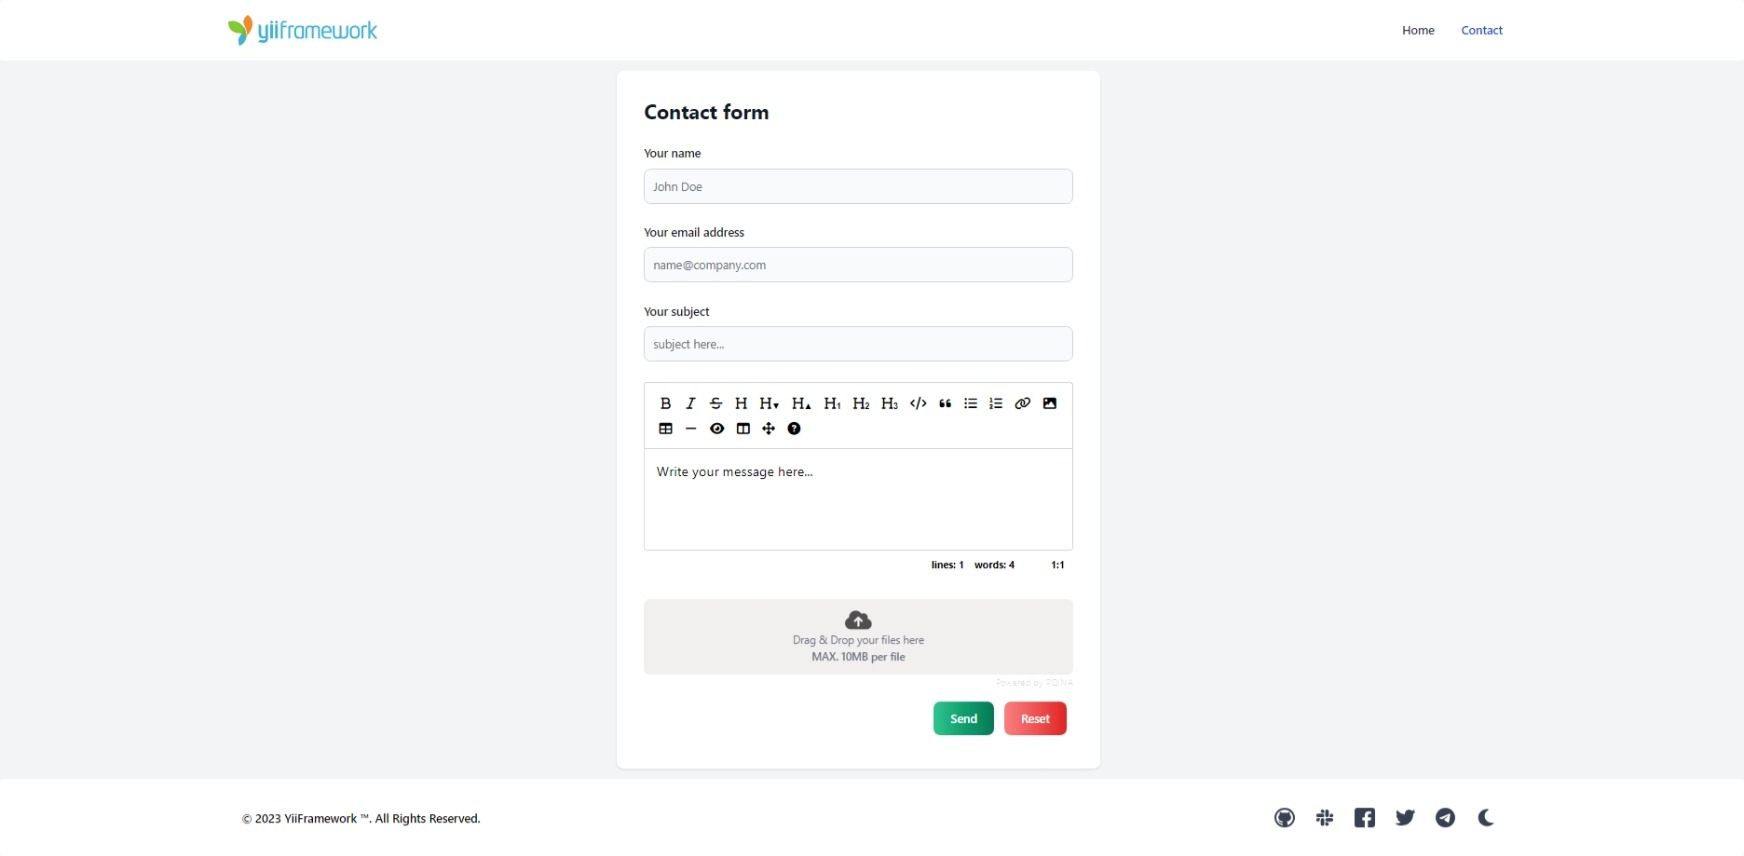 yiiframework
Home
Contact
Contact form
Your name
John Doe
Your email address
name@company.com
Your subject
subject here...
B I S H H H H1 H2 H3
Write your message here...
lines: 1 words: 4 1:1
Drag & Drop your files here
MAX. 10MB per file
Powered by PQINA
Send
Reset
© 2023 YiiFramework ™. All Rights Reserved.